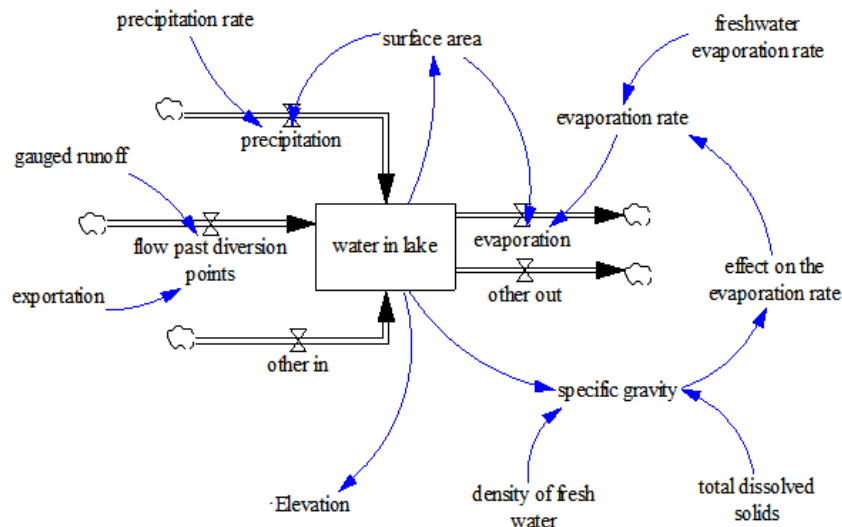 precipitation rate
surface area
freshwater
evaporation rate
precipitation
evaporation rate
gauged runoff
flow past diversion
points
water in lake
evaporation
exportation
other out
effect on the
evaporation rate
other in
specific gravity
Elevation
density of fresh
water
total dissolved
solids